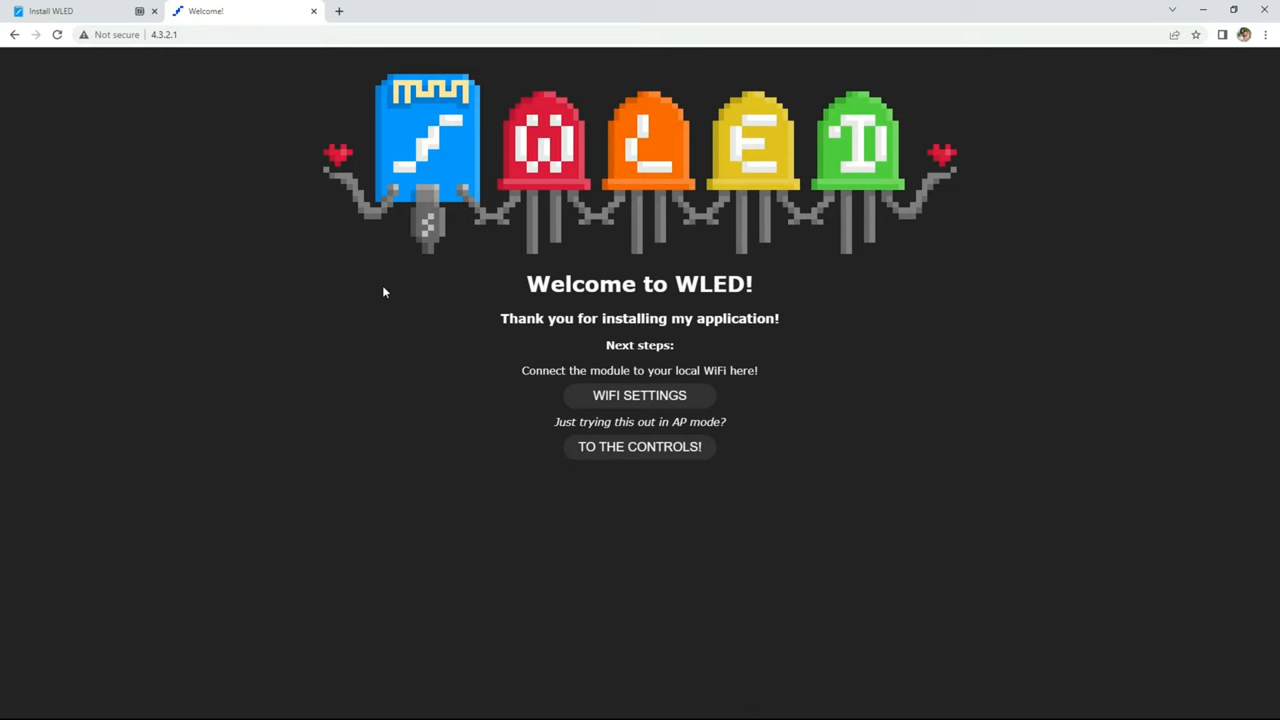 Install WLED
Welcome!
Not secure
4.3.2.1
WLED
Welcome to WLED!
Thank you for installing my application!
Next steps:
Connect the module to your local WiFi here!
WIFI SETTINGS
Just trying this out in AP mode?
TO THE CONTROLS!